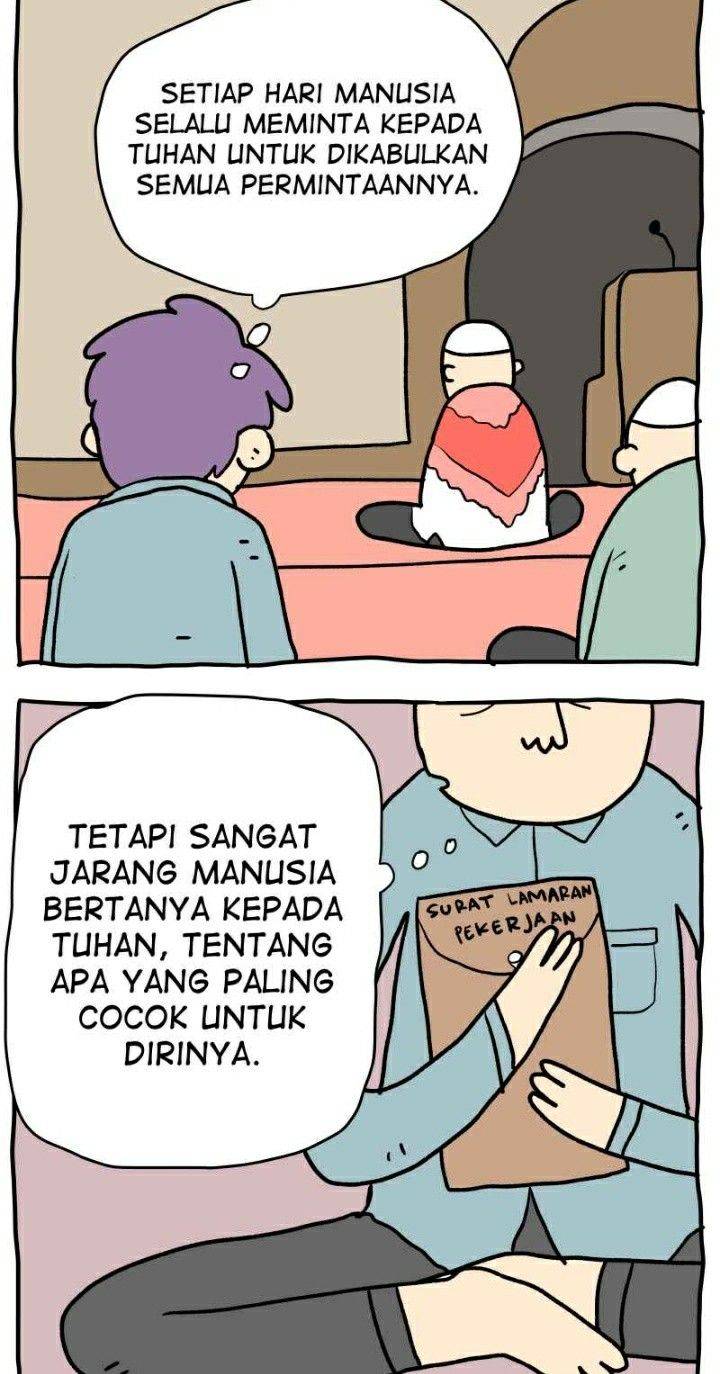 SETIAP HARI MANUSIA
SELALU MEMINTA KEPADA
TUHAN UNTUK DIKABULKAN
SEMUA PERMINTAANNYA.
TETAPI SANGAT
JARANG MANUSIA
BERTANYA KEPADA
TUHAN, TENTANG
APA YANG PALING
COCOK UNTUK
DIRINYA.
SURAT LAMARAN
PEKERJAAN